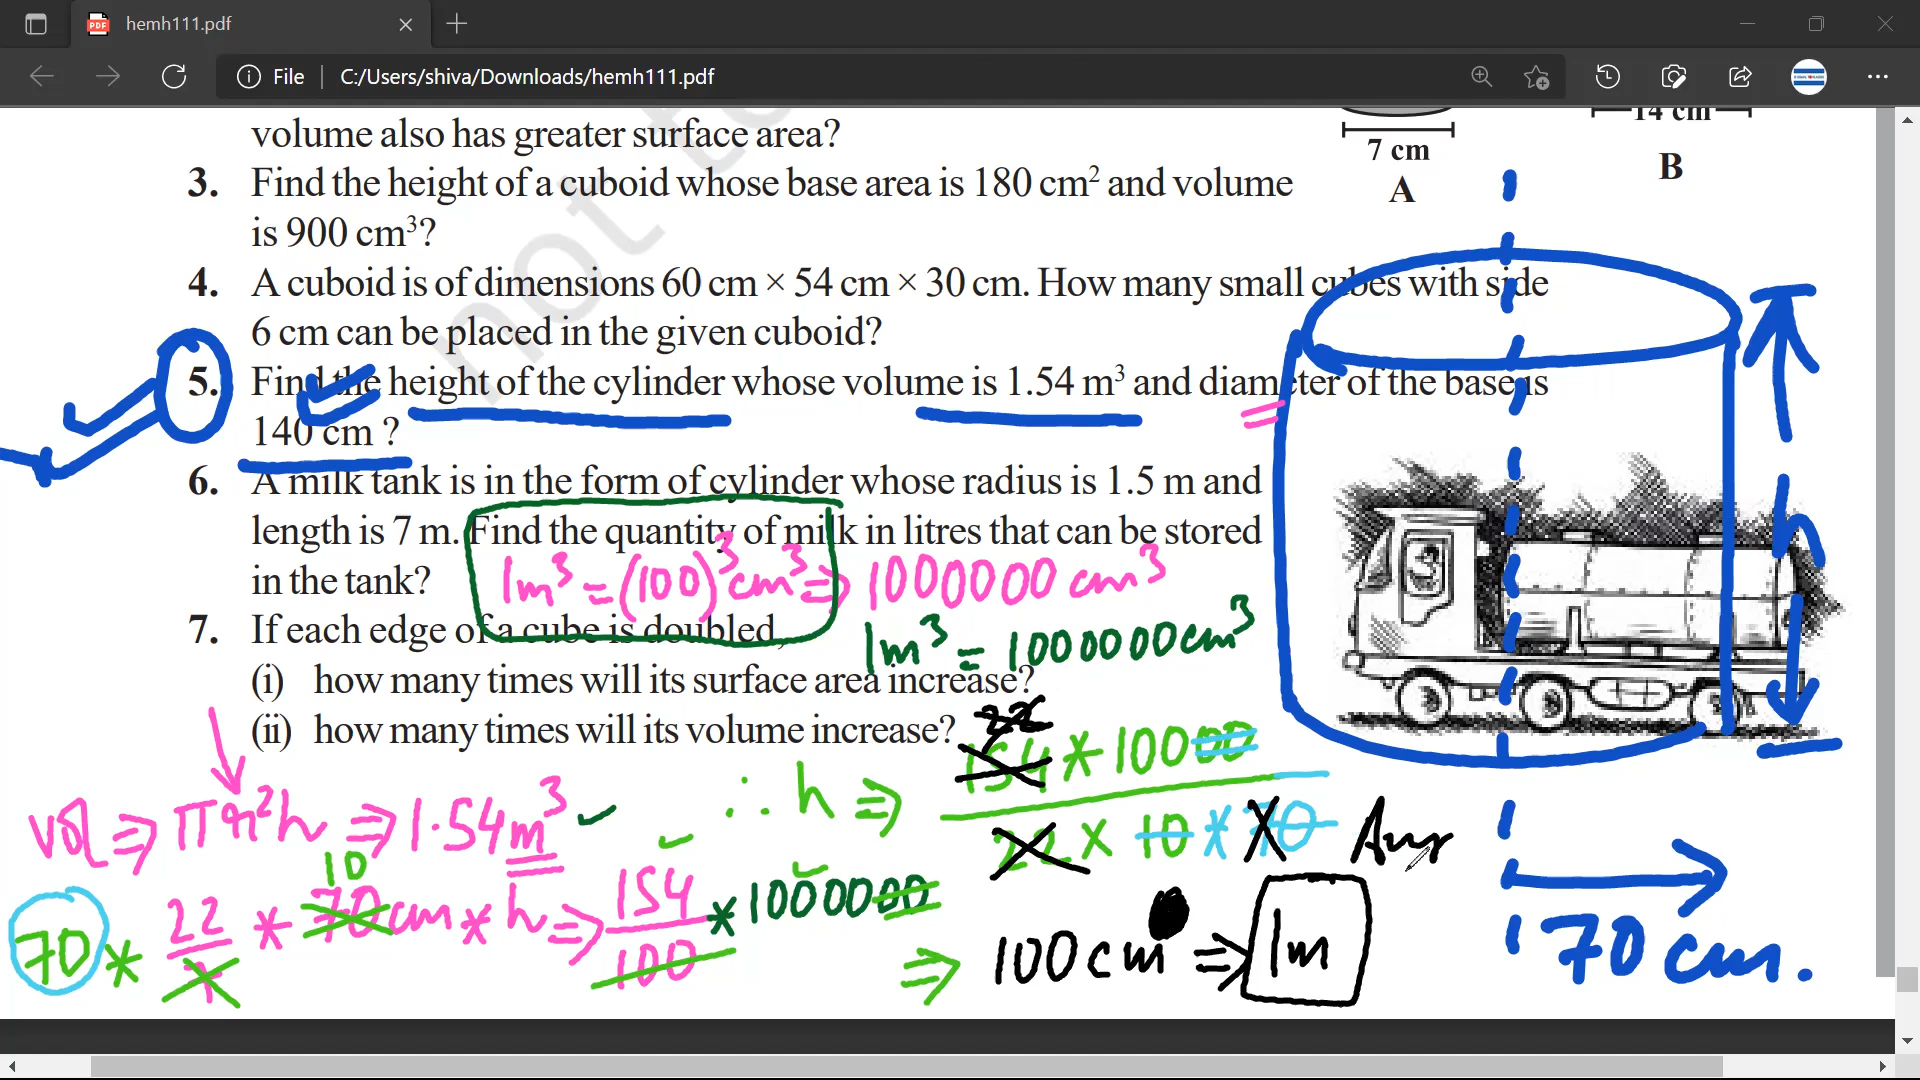 hemh111.pdf
File C:/Users/shiva/Downloads/hemh111.pdf
volume also has greater surface area?
7 cm
14 cm
A
B
3. Find the height of a cuboid whose base area is 180 cm² and volume
is 900 cm³?
4. A cuboid is of dimensions 60 cm × 54 cm × 30 cm. How many small cubes with side
6 cm can be placed in the given cuboid?
5. Find the height of the cylinder whose volume is 1.54 m³ and diameter of the base is
140 cm ?
6. A milk tank is in the form of cylinder whose radius is 1.5 m and
length is 7 m. Find the quantity of milk in litres that can be stored
in the tank?
1m³ = (100)³cm³ ⇒ 1000000 cm³
7. If each edge of a cube is doubled,
1m³ = 1000000cm³
(i) how many times will its surface area increase?
(ii) how many times will its volume increase?
h
Vol ⇒ πr²h ⇒ 1.54m³
∴ h ⇒ 154 * 10000
22 × 10 * 70
Ans
10
70 * 22/7 * 70cm * h ⇒ 154/100 * 1000000
⇒ 100cm ⇒ 1m
70 cm.
not t